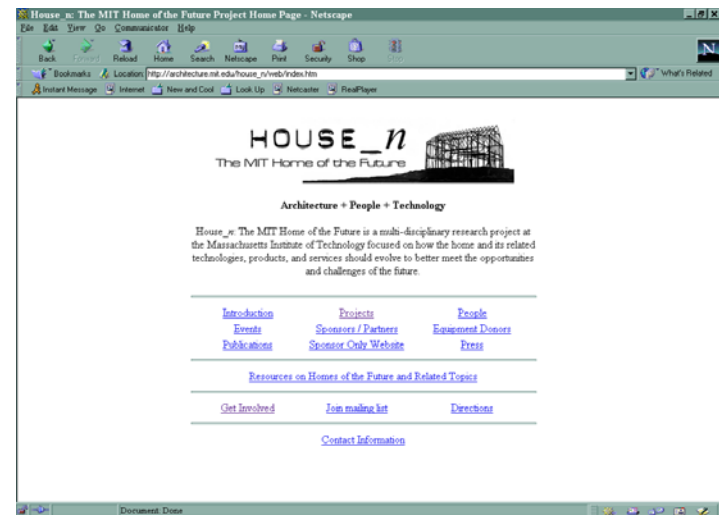 House_n: The MIT Home of the Future Project Home Page - Netscape
File Edit View Go Communicator Help
Back Forward Reload Home Search Netscape Print Security Shop Stop
Bookmarks Location: http://architecture.mit.edu/house_n/web/index.htm What's Related
Instant Message Internet New and Cool Look Up Netcaster RealPlayer
HOUSE_n
The MIT Home of the Future
Architecture + People + Technology
House_n: The MIT Home of the Future is a multi-disciplinary research project at
the Massachusetts Institute of Technology focused on how the home and its related
technologies, products, and services should evolve to better meet the opportunities
and challenges of the future.
Introduction Projects People
Events Sponsors / Partners Equipment Donors
Publications Sponsor Only Website Press
Resources on Homes of the Future and Related Topics
Get Involved Join mailing list Directions
Contact Information
Document: Done